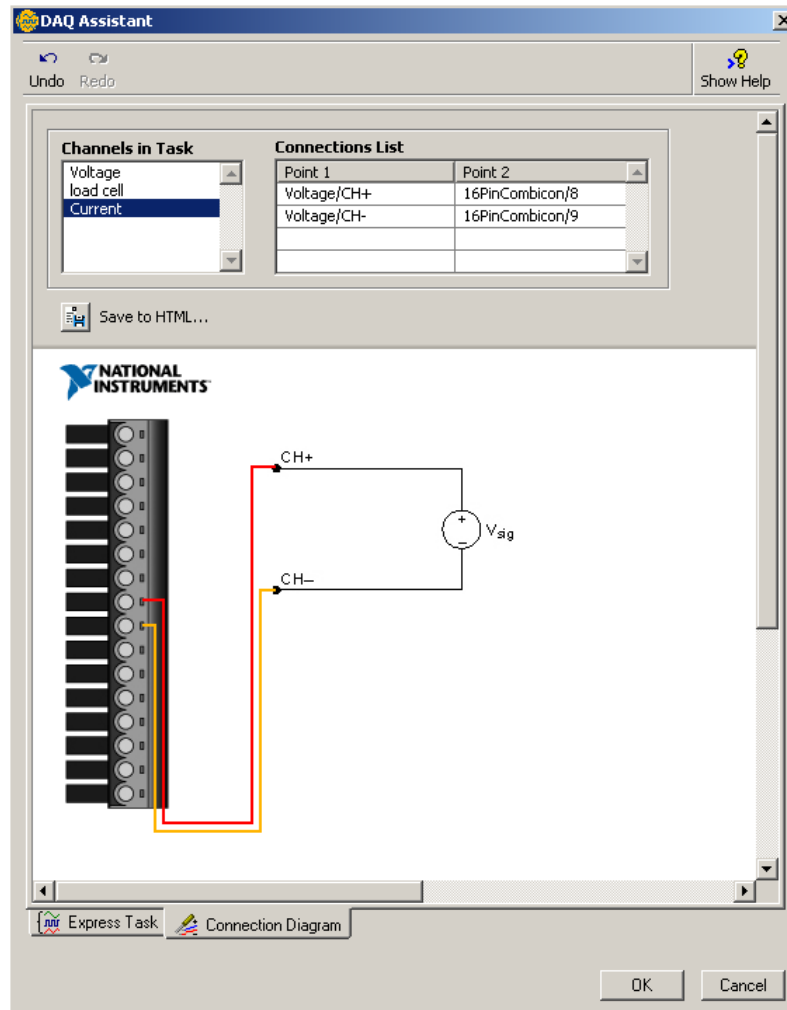 DAQ Assistant
Undo Redo Show Help
Channels in Task
Voltage
load cell
Current
Connections List
Point 1 Point 2
Voltage/CH+ 16PinCombicon/8
Voltage/CH- 16PinCombicon/9
Save to HTML...
NATIONAL
INSTRUMENTS
CH+
+
Vsig
–
CH–
Express Task Connection Diagram
OK Cancel